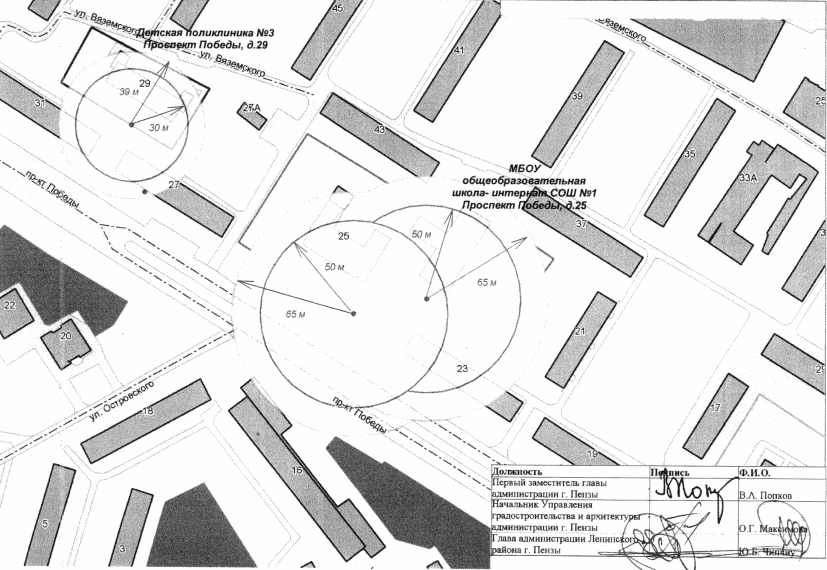 45
ул. Вяземского
Детская поликлиника №3
Проспект Победы, д.29
ул. Вяземского
Вяземского
41
29
39 м
30 м
31
27А
43
39
25
35
33А
27
пр-кт Победы
МБОУ
общеобразовательная
школа- интернат СОШ №1
Проспект Победы, д.25
37
25
50 м
50 м
65 м
65 м
22
20
21
23
29
ул. Островского
18
пр-кт Победы
17
19
16
5
3
Должность Подпись Ф.И.О.
Первый заместитель главы
администрации г. Пензы В.А. Попков
Начальник Управления
градостроительства и архитектуры
администрации г. Пензы О.Г. Максимова
Глава администрации Ленинского
района г. Пензы